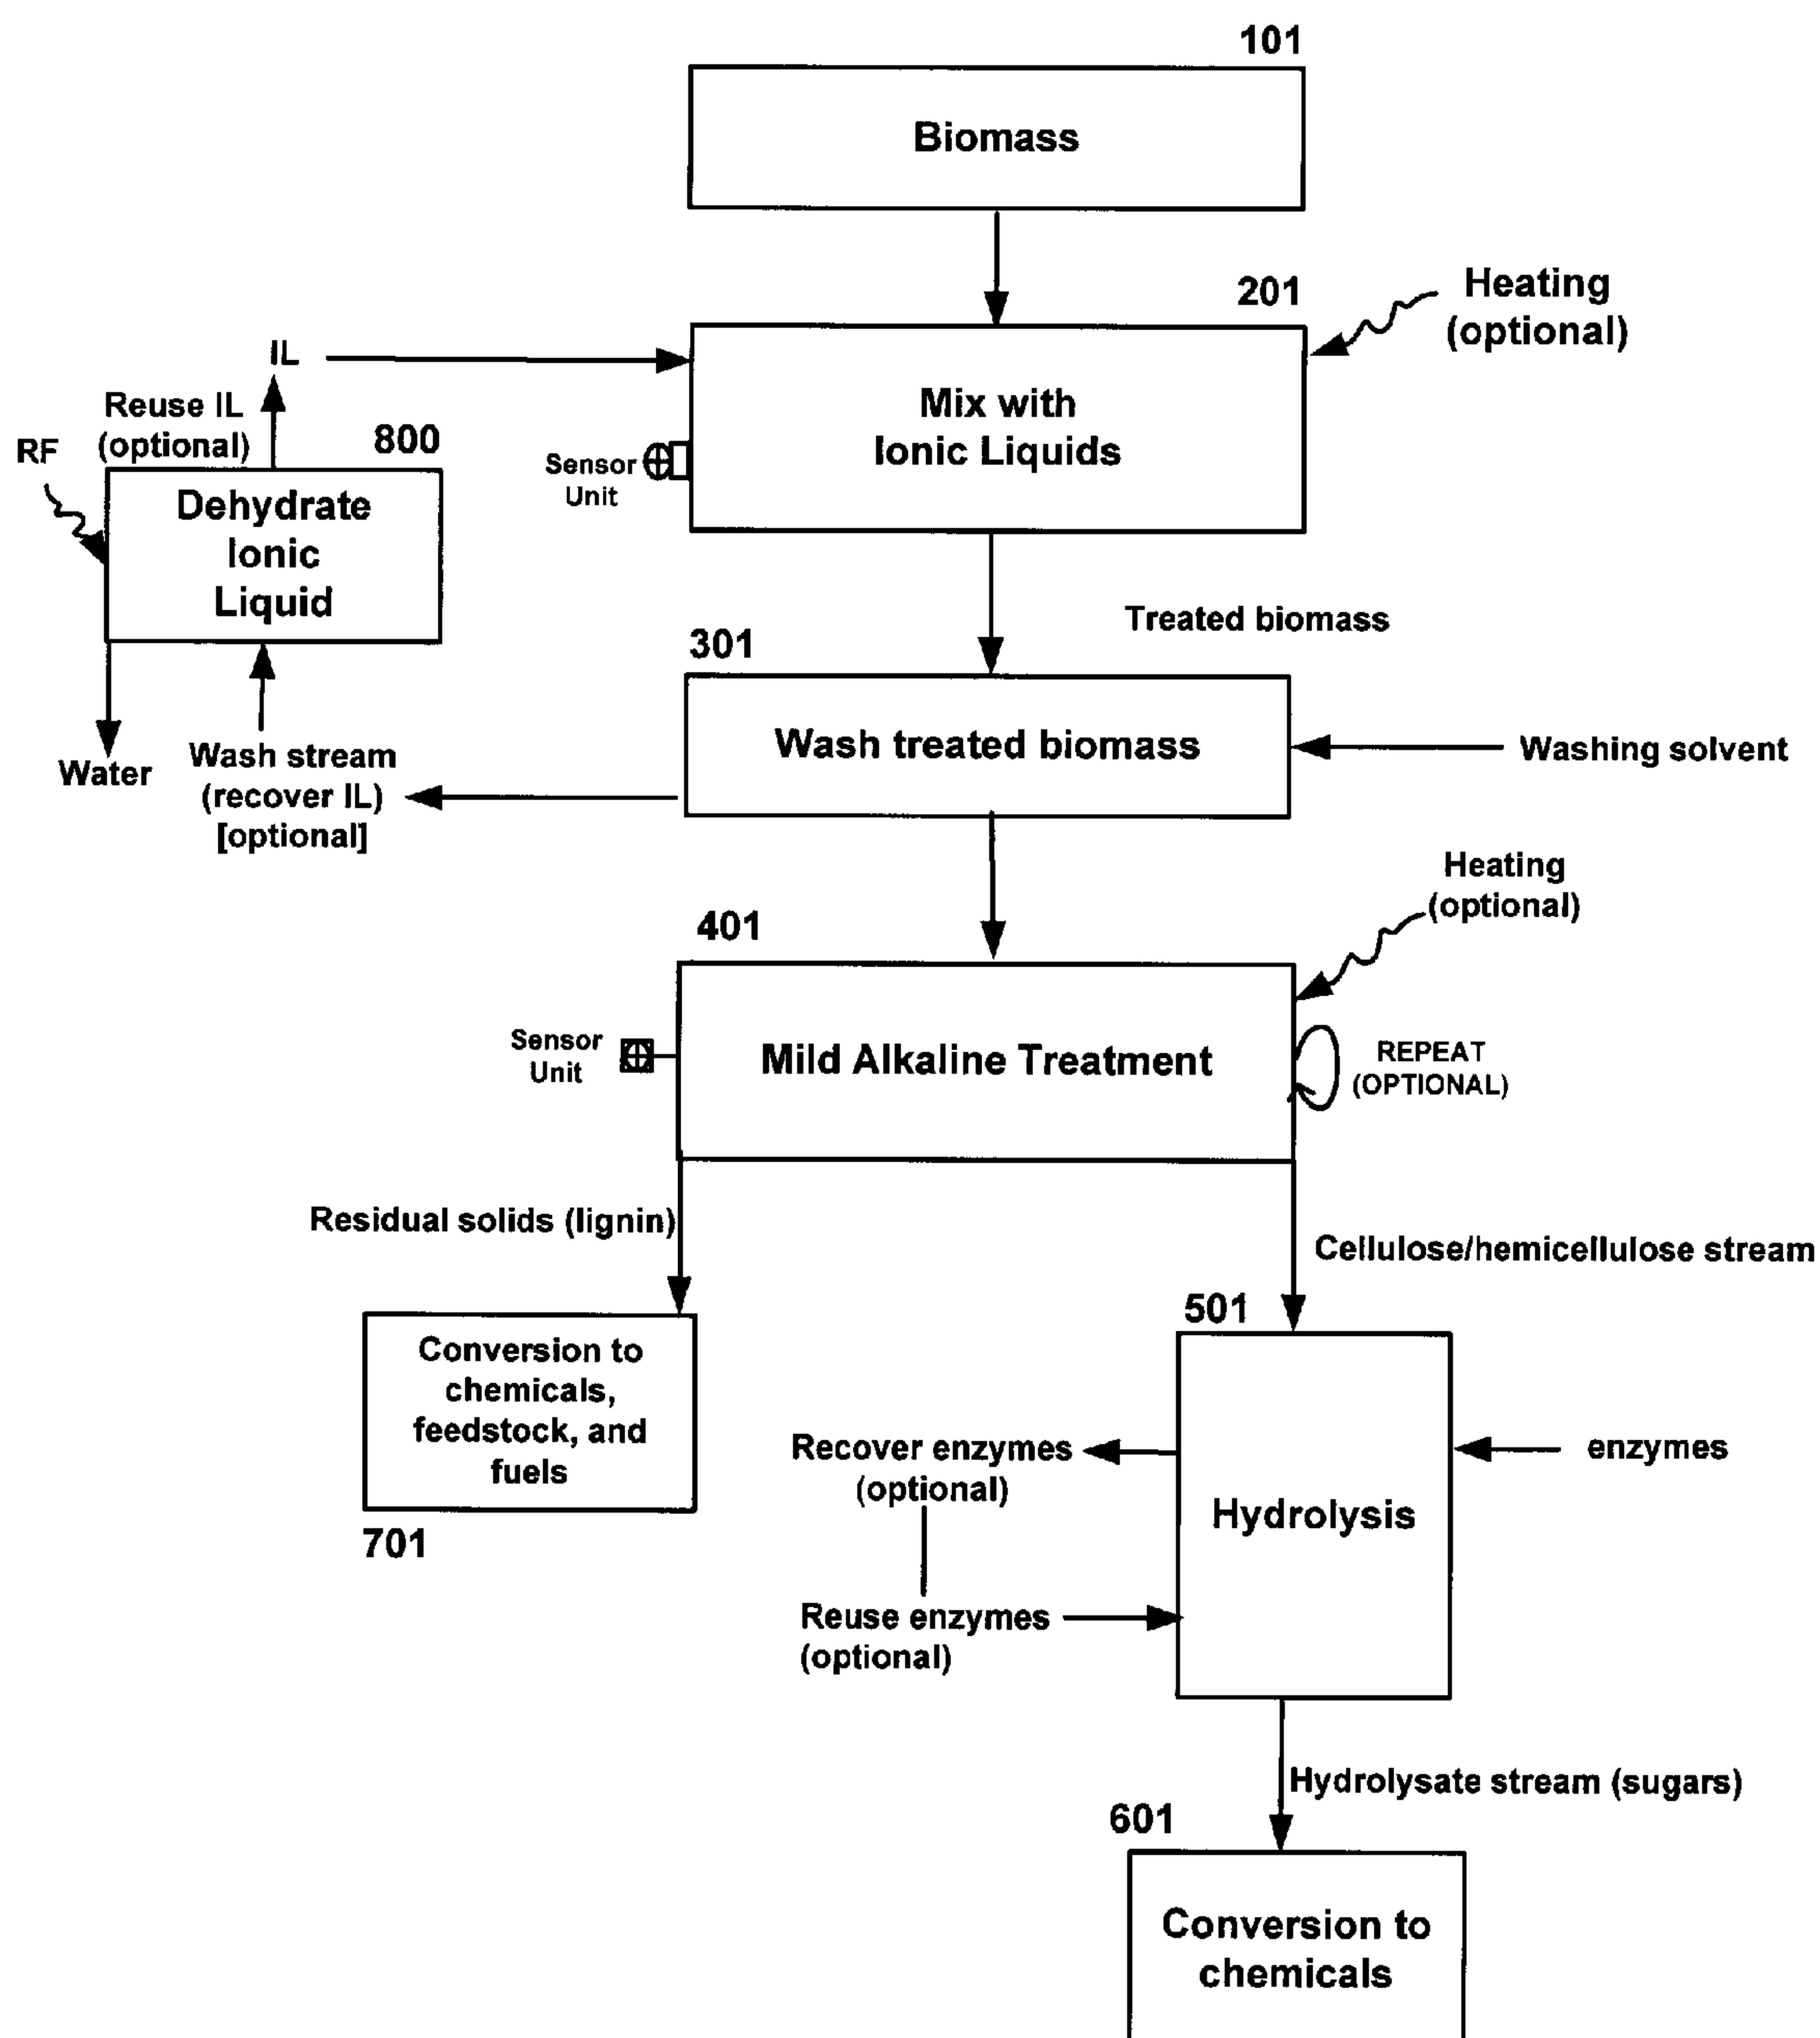 101
Biomass
201
Heating
(optional)
IL
Mix with
Ionic Liquids
Reuse IL
(optional)
800
RF
Sensor
Unit
Dehydrate
Ionic
Liquid
Treated biomass
301
Wash treated biomass
Washing solvent
Water
Wash stream
(recover IL)
[optional]
Heating
(optional)
401
Sensor
Unit
Mild Alkaline Treatment
REPEAT
(OPTIONAL)
Residual solids (lignin)
Cellulose/hemicellulose stream
501
Conversion to
chemicals,
feedstock, and
fuels
701
Recover enzymes
(optional)
enzymes
Hydrolysis
Reuse enzymes
(optional)
Hydrolysate stream (sugars)
601
Conversion to
chemicals